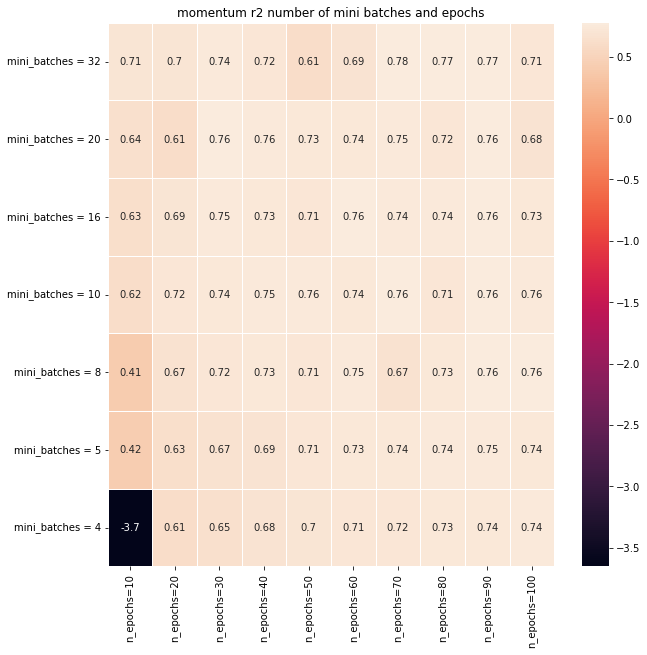 momentum r2 number of mini batches and epochs
mini_batches = 32 0.71 0.7 0.74 0.72 0.61 0.69 0.78 0.77 0.77 0.71
mini_batches = 20 0.64 0.61 0.76 0.76 0.73 0.74 0.75 0.72 0.76 0.68
mini_batches = 16 0.63 0.69 0.75 0.73 0.71 0.76 0.74 0.74 0.76 0.73
mini_batches = 10 0.62 0.72 0.74 0.75 0.76 0.74 0.76 0.71 0.76 0.76
mini_batches = 8 0.41 0.67 0.72 0.73 0.71 0.75 0.67 0.73 0.76 0.76
mini_batches = 5 0.42 0.63 0.67 0.69 0.71 0.73 0.74 0.74 0.75 0.74
mini_batches = 4 -3.7 0.61 0.65 0.68 0.7 0.71 0.72 0.73 0.74 0.74
n_epochs=10
n_epochs=20
n_epochs=30
n_epochs=40
n_epochs=50
n_epochs=60
n_epochs=70
n_epochs=80
n_epochs=90
n_epochs=100
0.5
0.0
−0.5
−1.0
−1.5
−2.0
−2.5
−3.0
−3.5